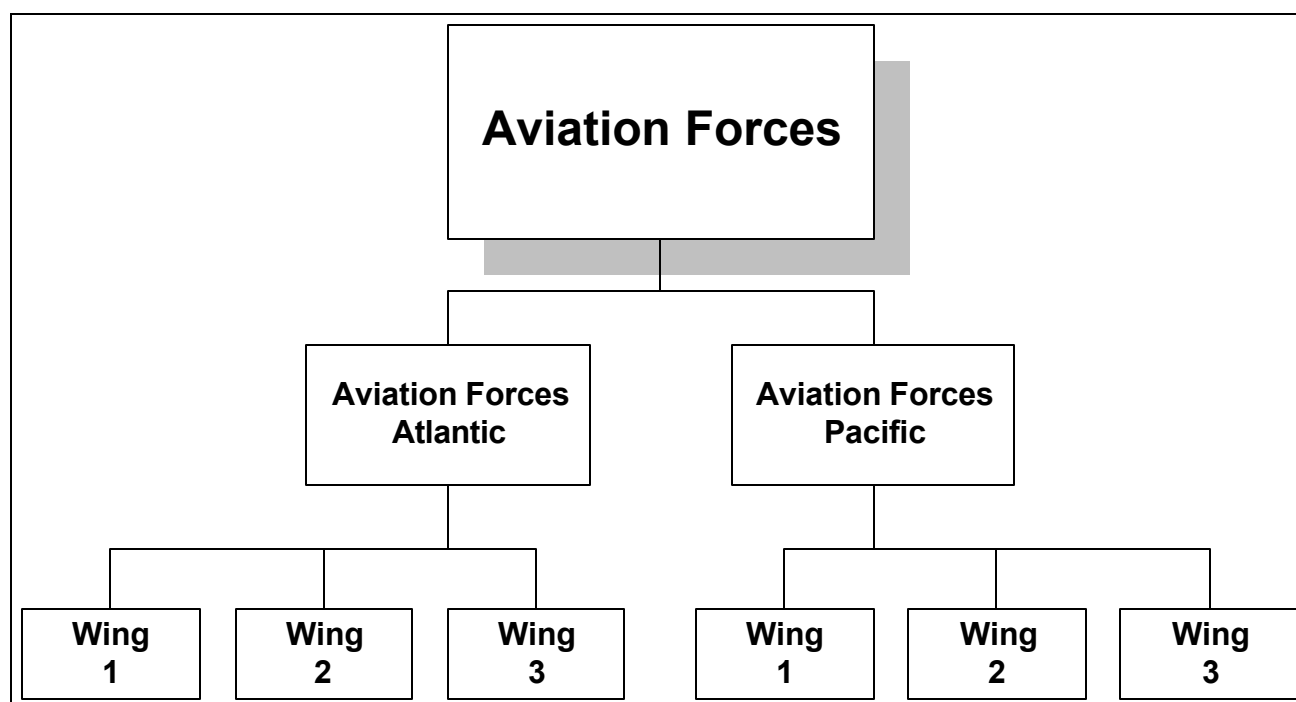 Aviation Forces
Aviation Forces
Atlantic
Aviation Forces
Pacific
Wing
1
Wing
2
Wing
3
Wing
1
Wing
2
Wing
3